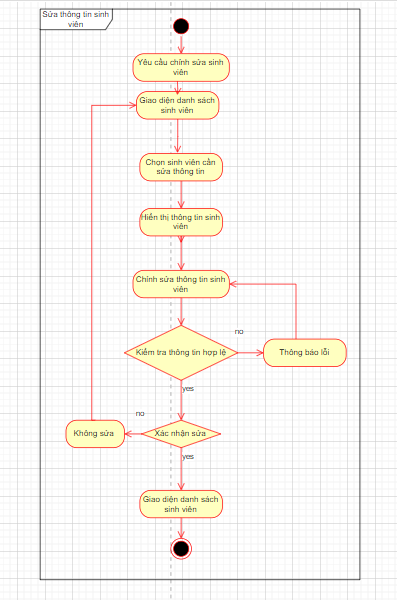 Sửa thông tin sinh
viên
Yêu cầu chỉnh sửa sinh
viên
Giao diện danh sách
sinh viên
Chọn sinh viên cần
sửa thông tin
Hiển thị thông tin sinh
viên
Chỉnh sửa thông tin sinh
viên
no
Kiểm tra thông tin hợp lệ
Thông báo lỗi
yes
no
Không sửa
Xác nhận sửa
yes
Giao diện danh sách
sinh viên